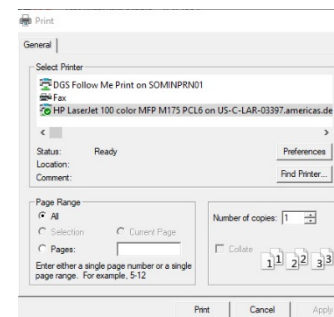 Print
General
Select Printer
DGS Follow Me Print on SOMINPRN01
Fax
HP LaserJet 100 color MFP M175 PCL6 on US-C-LAR-03397.americas.de
Status: Ready Preferences
Location:
Comment: Find Printer...
Page Range
All Number of copies: 1
Selection Current Page
Pages: Collate
Enter either a single page number or a single
page range. For example, 5-12
1 1 2 2 3 3
Print Cancel Apply